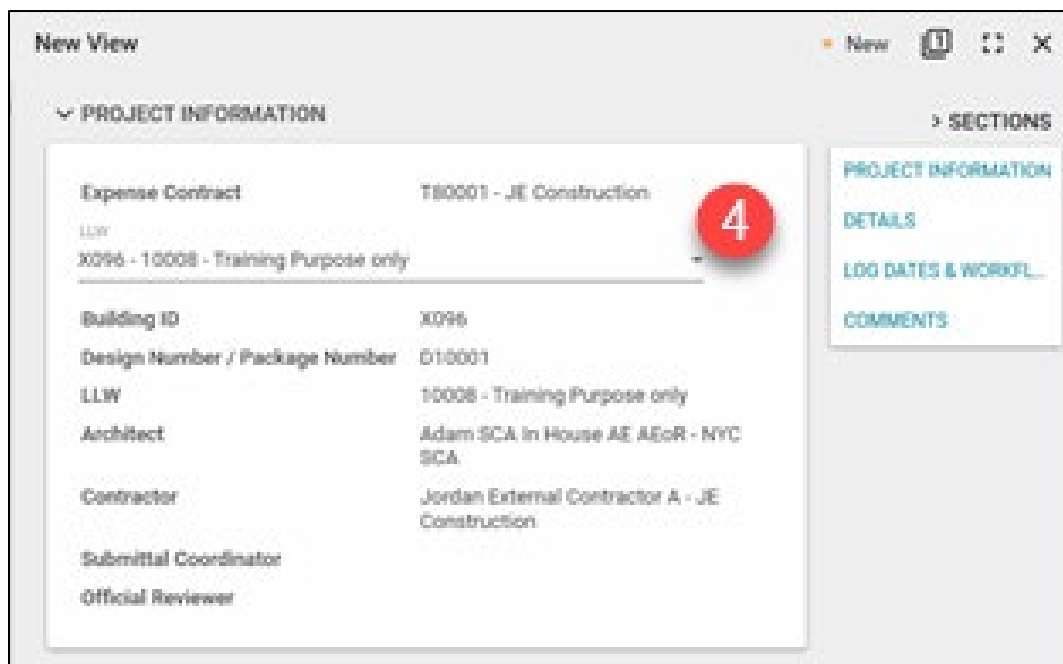 New View
New
1
PROJECT INFORMATION
> SECTIONS
Expense Contract T80001 - JE Construction
LLW
X096 - 10008 - Training Purpose only
4
Building ID X096
Design Number / Package Number D10001
LLW 10008 - Training Purpose only
Architect Adam SCA In House AE AEoR - NYC
SCA
Contractor Jordan External Contractor A - JE
Construction
Submittal Coordinator
Official Reviewer
PROJECT INFORMATION
DETAILS
LOG DATES & WORKFL...
COMMENTS